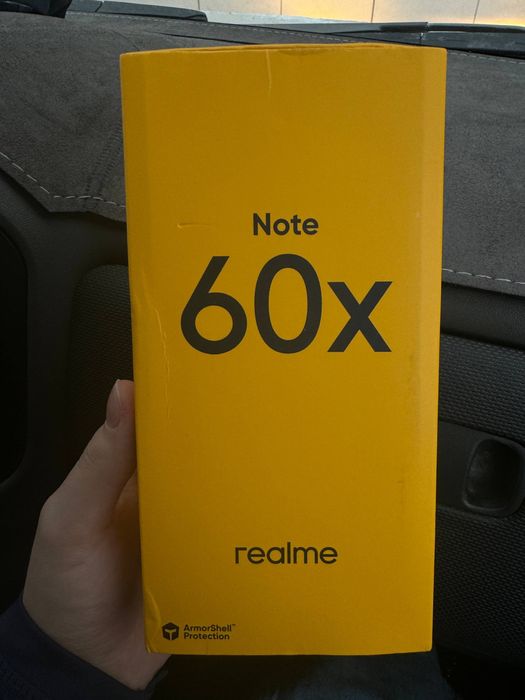 Note
60x
realme
ArmorShell™
Protection